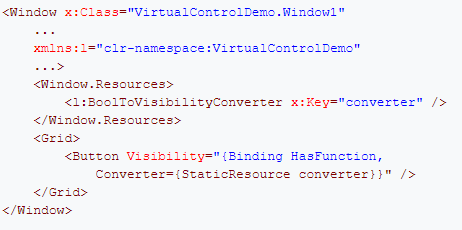 <Window x:Class="VirtualControlDemo.Window1"
    ...
    xmlns:l="clr-namespace:VirtualControlDemo"
    ...>
    <Window.Resources>
        <l:BoolToVisibilityConverter x:Key="converter" />
    </Window.Resources>
    <Grid>
        <Button Visibility="{Binding HasFunction,
            Converter={StaticResource converter}}" />
    </Grid>
</Window>